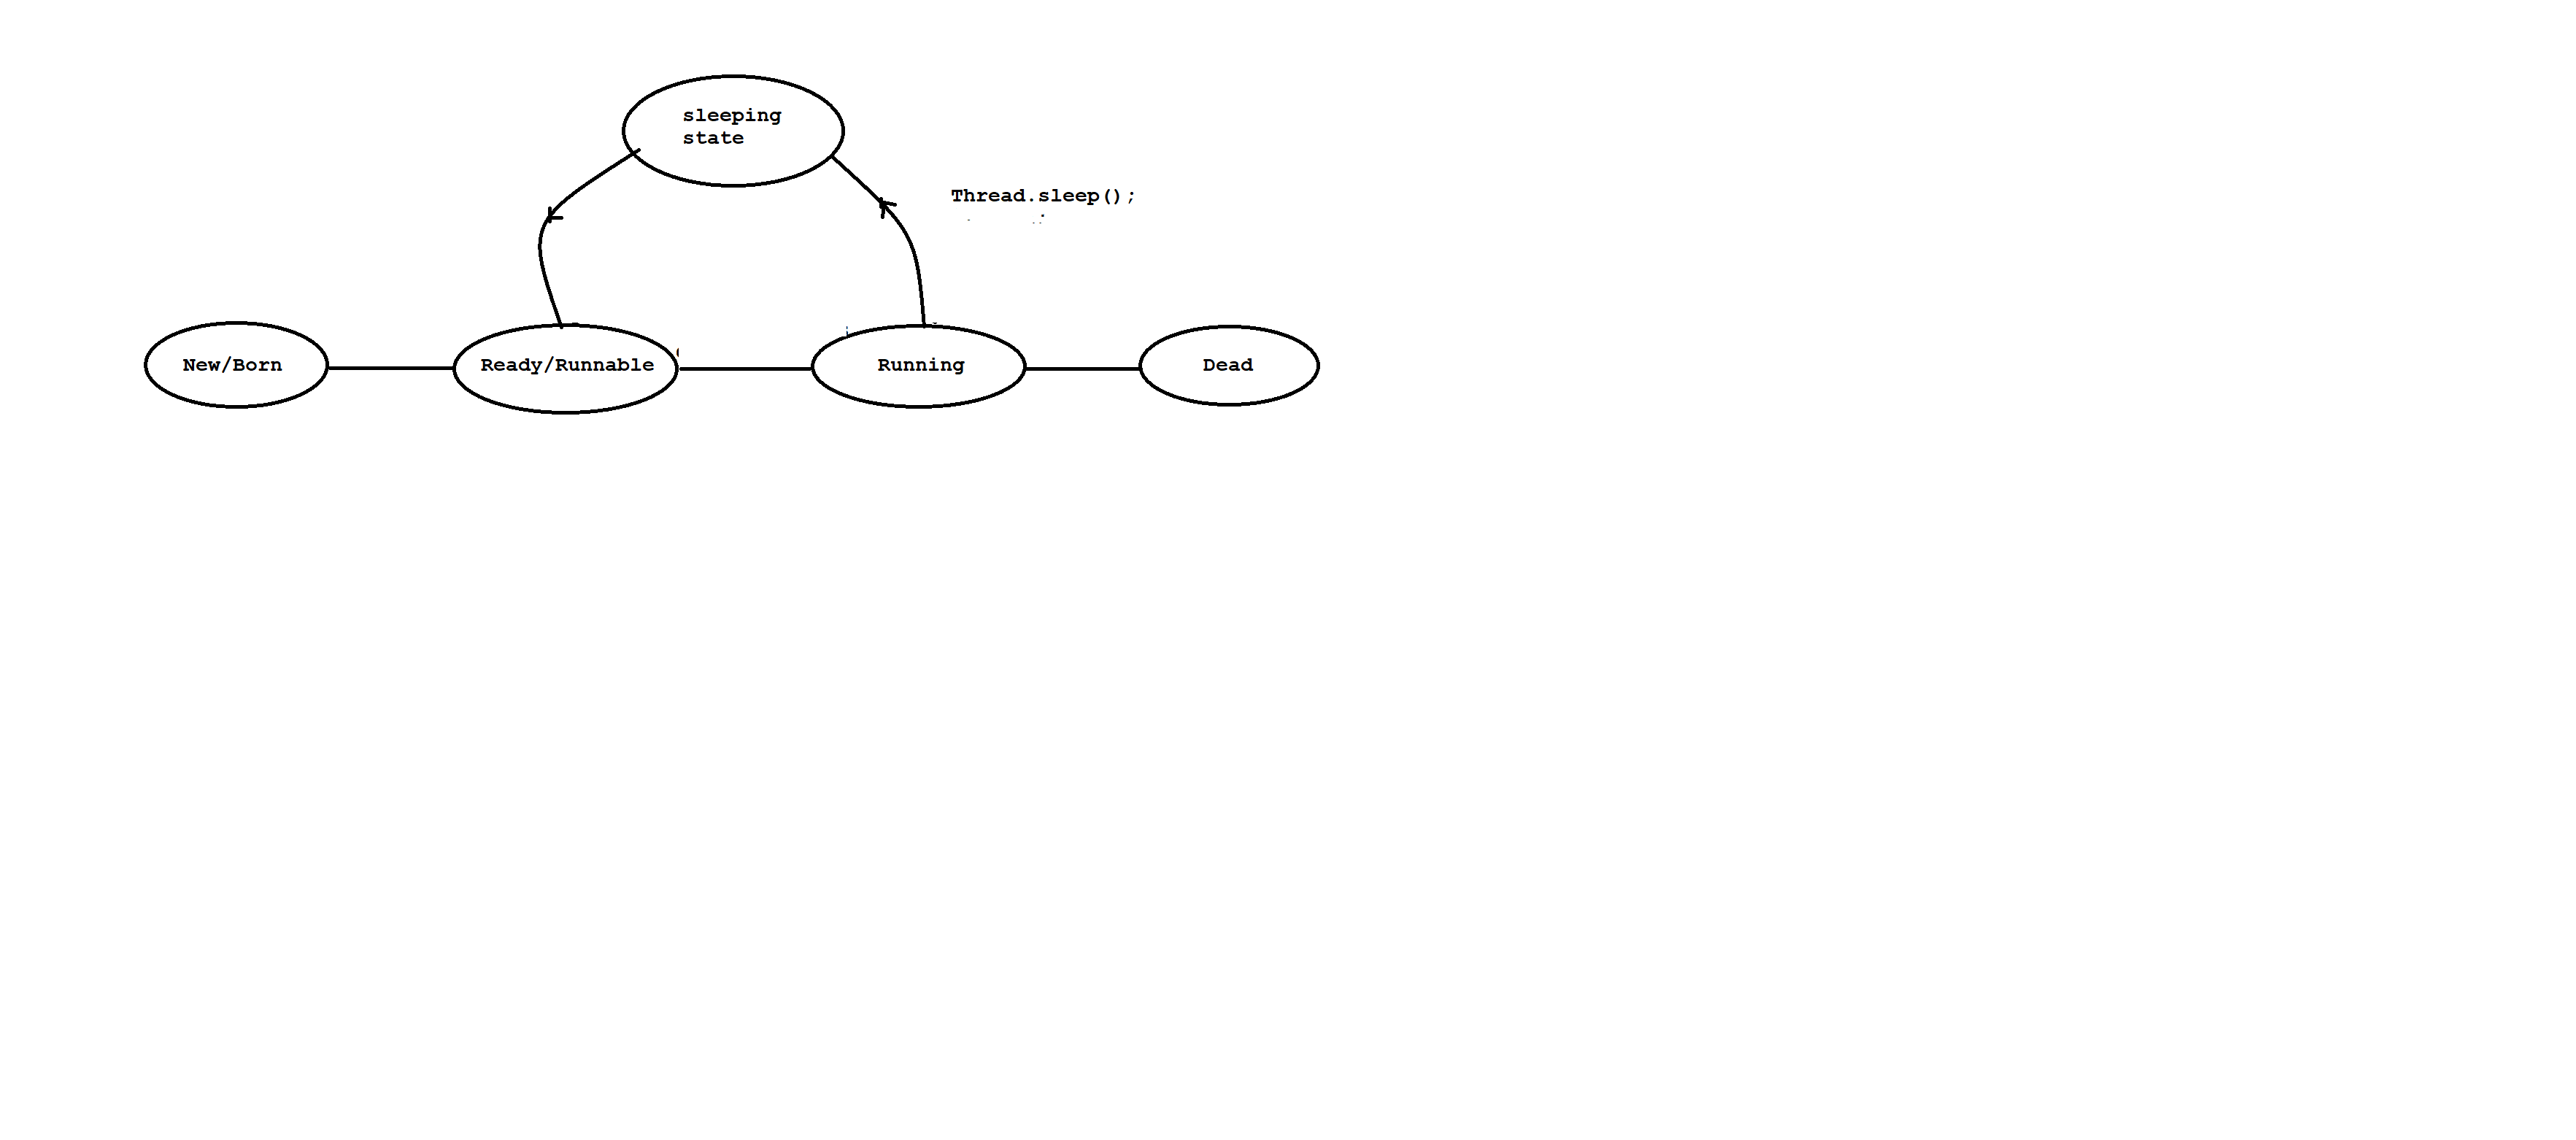 sleeping
state
Thread.sleep();
New/Born
Ready/Runnable
Running
Dead